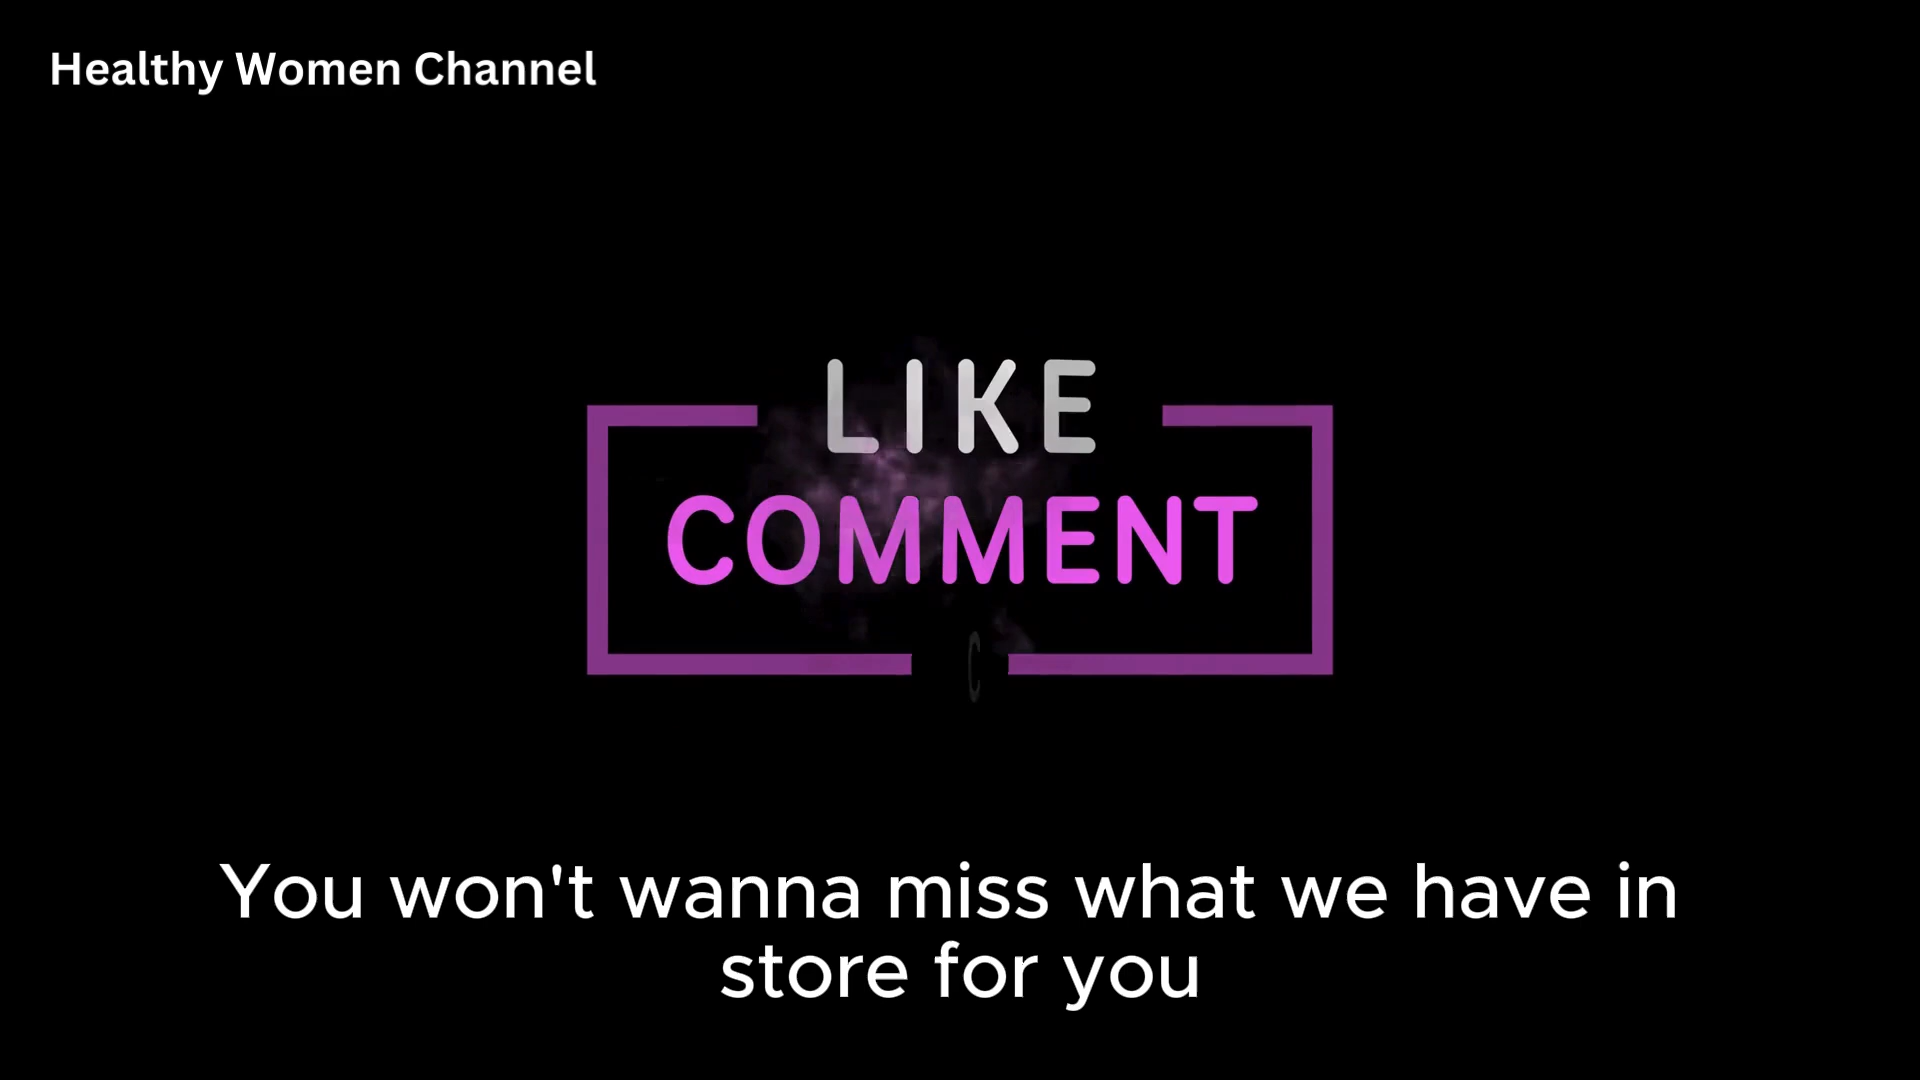 Healthy Women Channel
LIKE
COMMENT
You won't wanna miss what we have in
store for you